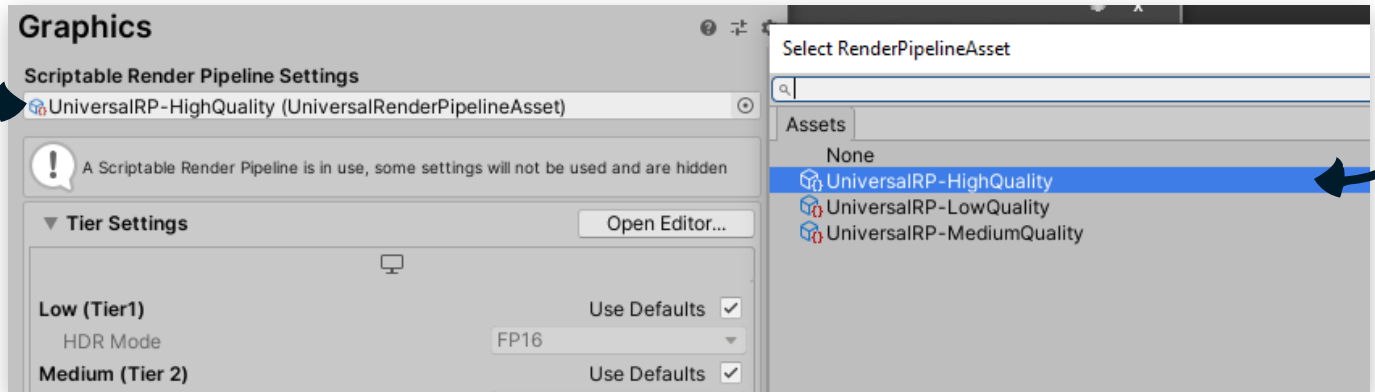 Graphics
Scriptable Render Pipeline Settings
UniversalRP-HighQuality (UniversalRenderPipelineAsset)
A Scriptable Render Pipeline is in use, some settings will not be used and are hidden
Tier Settings
Open Editor...
Low (Tier1)
Use Defaults
HDR Mode
FP16
Medium (Tier 2)
Use Defaults
Select RenderPipelineAsset
Assets
None
UniversalRP-HighQuality
UniversalRP-LowQuality
UniversalRP-MediumQuality